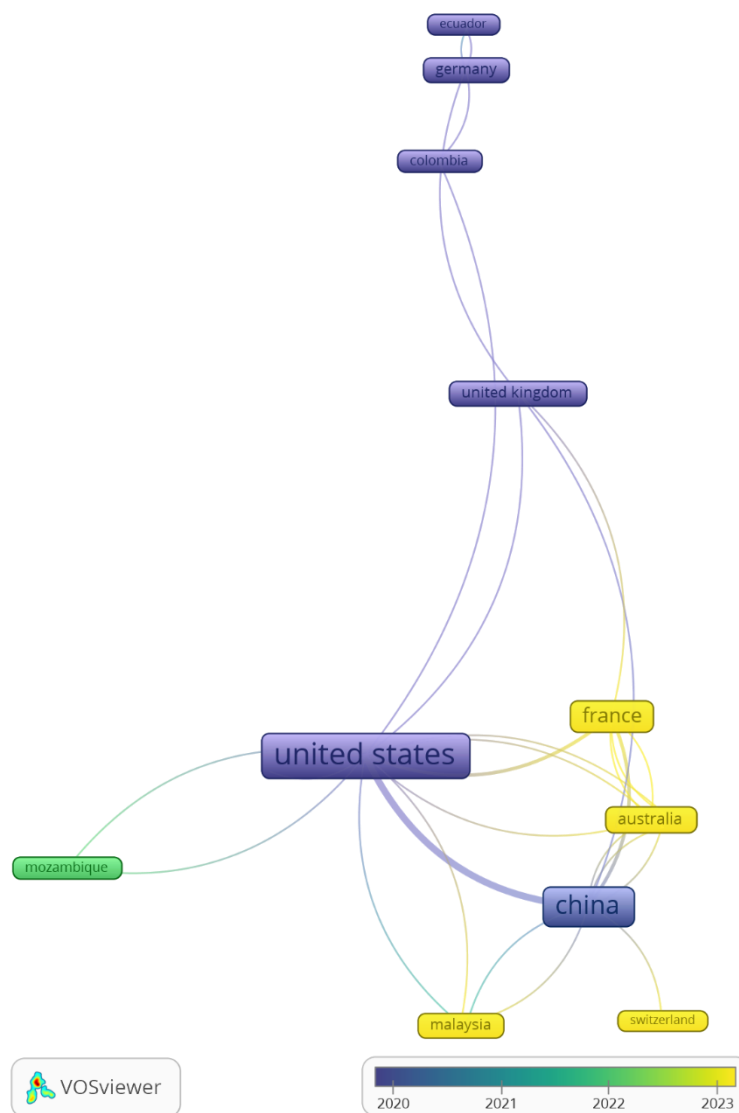 ecuador
germany
colombia
united kingdom
france
united states
australia
mozambique
china
malaysia
switzerland
VOSviewer
2020 2021 2022 2023